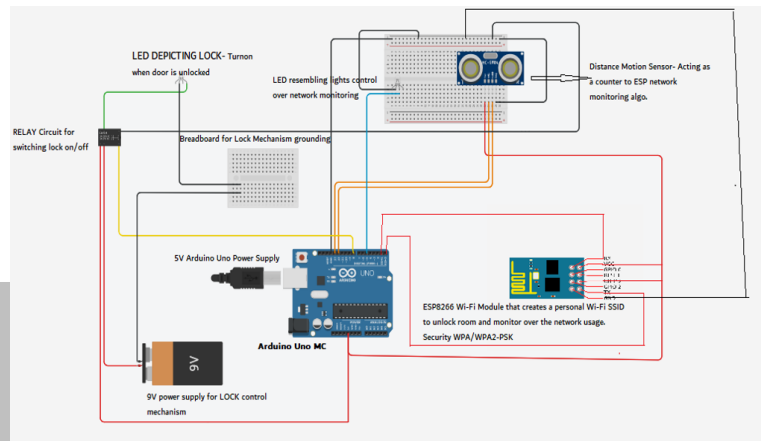 LED DEPICTING LOCK- Turnon
when door is unlocked
LED resembling lights control
over network monitoring
Distance Motion Sensor- Acting as
a counter to ESP network
monitoring algo.
RELAY Circuit for
switching lock on/off
Breadboard for Lock Mechanism grounding
5V Arduino Uno Power Supply
UNO
ARDUINO
ESP8266 Wi-Fi Module that creates a personal Wi-Fi SSID
to unlock room and monitor over the network usage.
Security WPA/WPA2-PSK
Arduino Uno MC
9V
9V power supply for LOCK control
mechanism